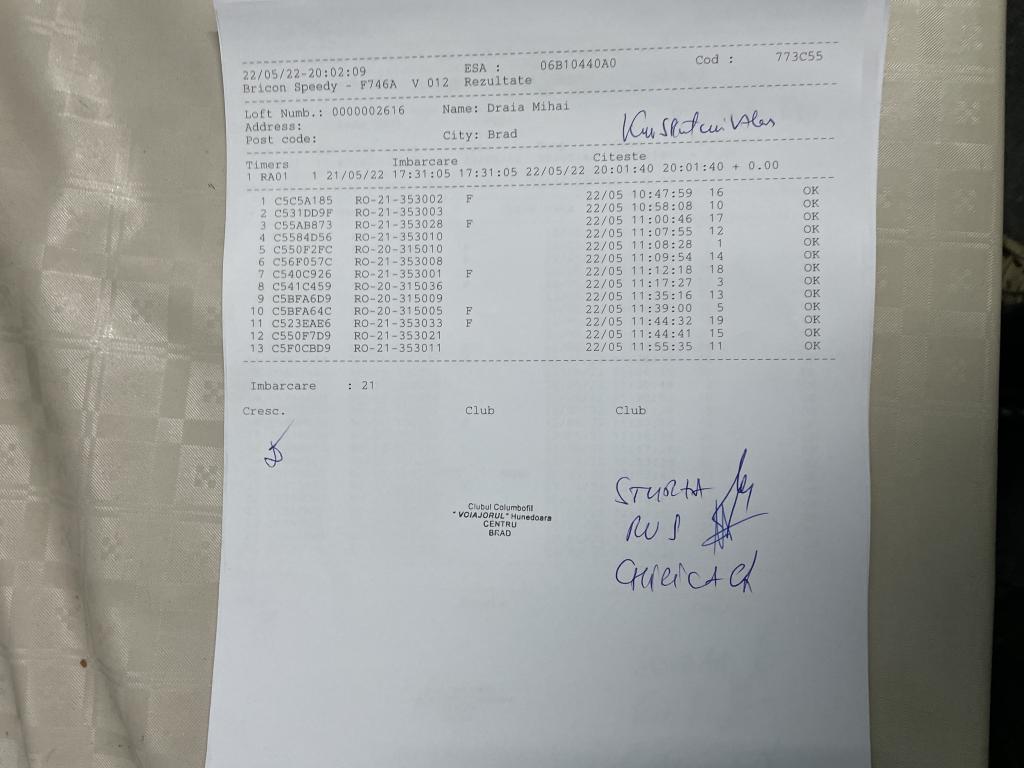 22/05/22-20:02:09 ESA : 06B10440A0 Cod : 773C55
Bricon Speedy - F746A V 012 Rezultate
Loft Numb.: 0000002616 Name: Draia Mihai
Address:
Post code: City: Brad
Timers Imbarcare Citeste
1 RA01 1 21/05/22 17:31:05 17:31:05 22/05/22 20:01:40 20:01:40 + 0.00
1 C5C5A185 RO-21-353002 F 22/05 10:47:59 16 OK
2 C531DD9F RO-21-353003 22/05 10:58:08 10 OK
3 C55AB873 RO-21-353028 F 22/05 11:00:46 17 OK
4 C5584D56 RO-21-353010 22/05 11:07:55 12 OK
5 C550F2FC RO-20-315010 22/05 11:08:28 1 OK
6 C56F057C RO-21-353008 22/05 11:09:54 14 OK
7 C540C926 RO-21-353001 F 22/05 11:12:18 18 OK
8 C541C459 RO-20-315036 22/05 11:17:27 3 OK
9 C5BFA6D9 RO-20-315009 22/05 11:35:16 13 OK
10 C5BFA64C RO-20-315005 F 22/05 11:39:00 5 OK
11 C523EAE6 RO-21-353033 F 22/05 11:44:32 19 OK
12 C550F7D9 RO-21-353021 22/05 11:44:41 15 OK
13 C5F0CBD9 RO-21-353011 22/05 11:55:35 11 OK
Imbarcare : 21
Cresc. Club Club
Clubul Columbofil
"VOIAJORUL" Hunedoara
CENTRU
BRAD
RUS